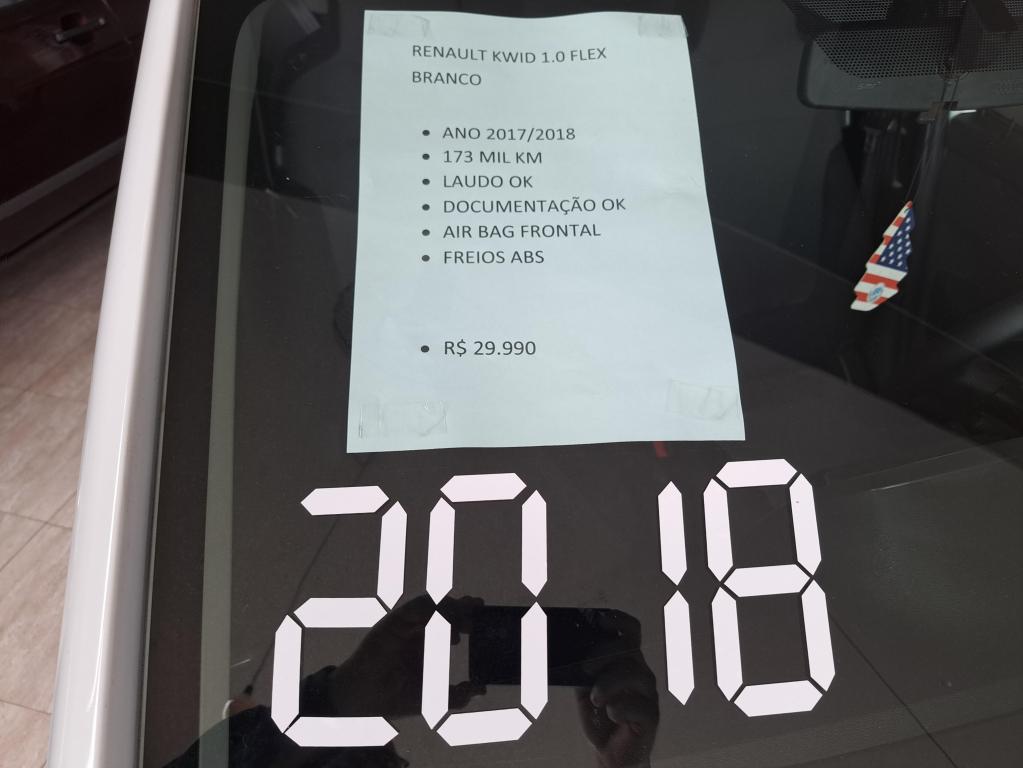 RENAULT KWID 1.0 FLEX
BRANCO
• ANO 2017/2018
• 173 MIL KM
• LAUDO OK
• DOCUMENTAÇÃO OK
• AIR BAG FRONTAL
• FREIOS ABS
• R$ 29.990
2018